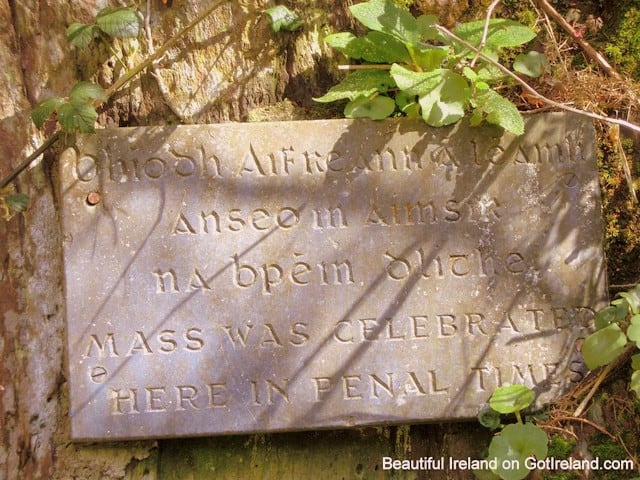 Bhíodh Aifreann á léamh
anseo in aimsir
na bpéin dlithe
MASS WAS CELEBRATED
HERE IN PENAL TIMES
Beautiful Ireland on GotIreland.com